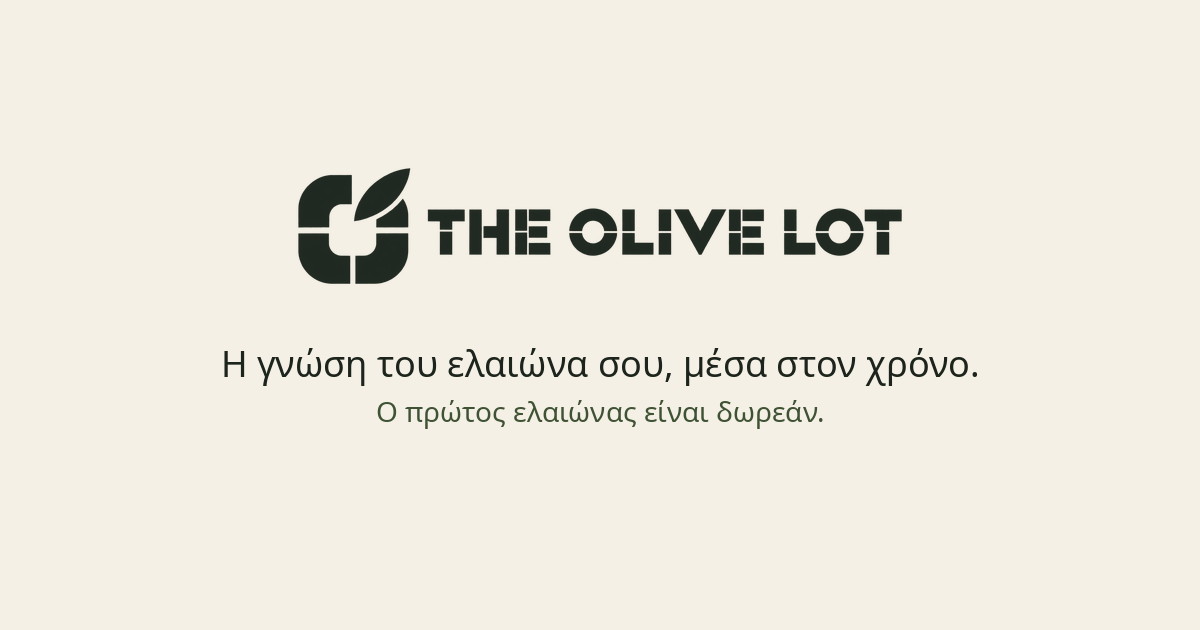 THE OLIVE LOT
Η γνώση του ελαιώνα σου, μέσα στον χρόνο.
Ο πρώτος ελαιώνας είναι δωρεάν.